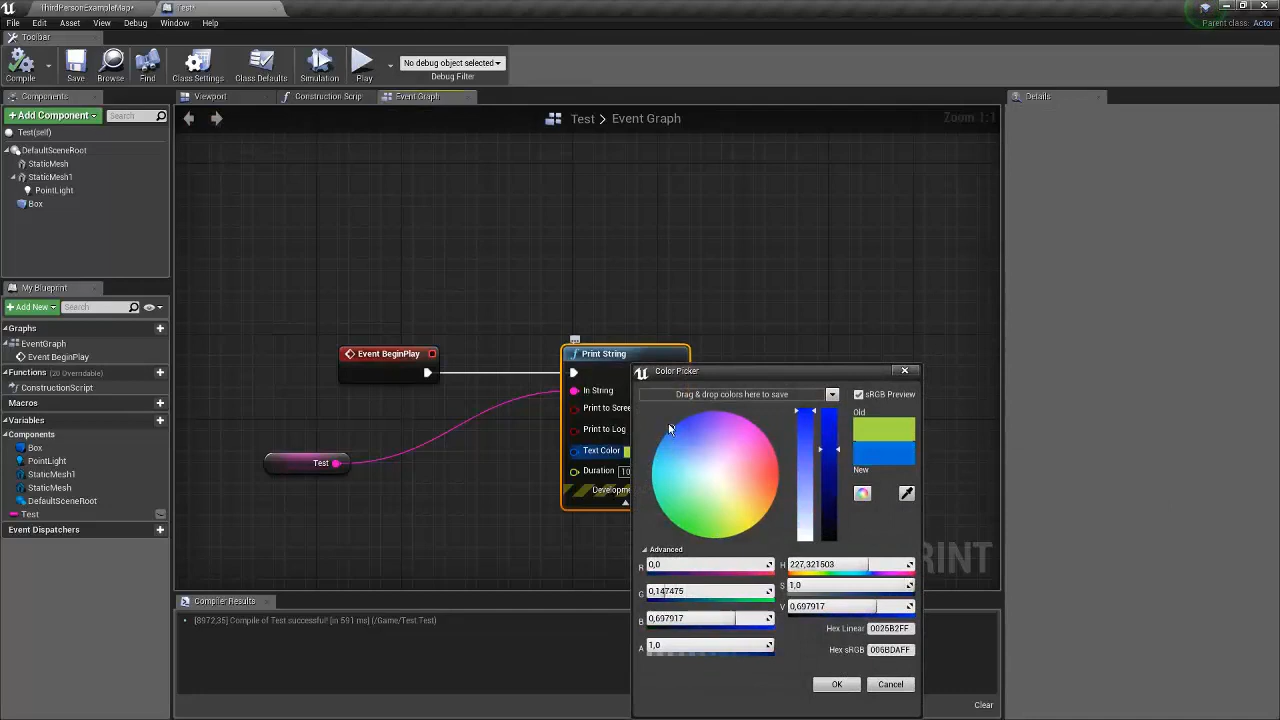 ThirdPersonExampleMap*
Test*
File
Edit
Asset
View
Debug
Window
Help
Parent class: Actor
Toolbar
Compile
Save
Browse
Find
Class Settings
Class Defaults
Simulation
Play
No debug object selected
Debug Filter
Components
+ Add Component
Search
Test(self)
DefaultSceneRoot
StaticMesh
StaticMesh1
PointLight
Box
My Blueprint
+ Add New
Search
Graphs
EventGraph
Event BeginPlay
Functions (20 Overridable)
ConstructionScript
Macros
Variables
Components
Box
PointLight
StaticMesh1
StaticMesh
DefaultSceneRoot
Test
Event Dispatchers
Viewport
Construction Scrip
Event Graph
Test > Event Graph
Zoom 1:1
Event BeginPlay
Test
Print String
In String
Print to Scree
Print to Log
Text Color
Duration
10
Developme
Color Picker
Drag & drop colors here to save
sRGB Preview
Old
New
Advanced
R 0,0
G 0,147475
B 0,697917
A 1,0
H 227,321503
S 1,0
V 0,697917
Hex Linear 0025B2FF
Hex sRGB 006BDAFF
OK
Cancel
RINT
Compiler Results
[8972,35] Compile of Test successful! [in 591 ms] (/Game/Test.Test)
Clear
Details